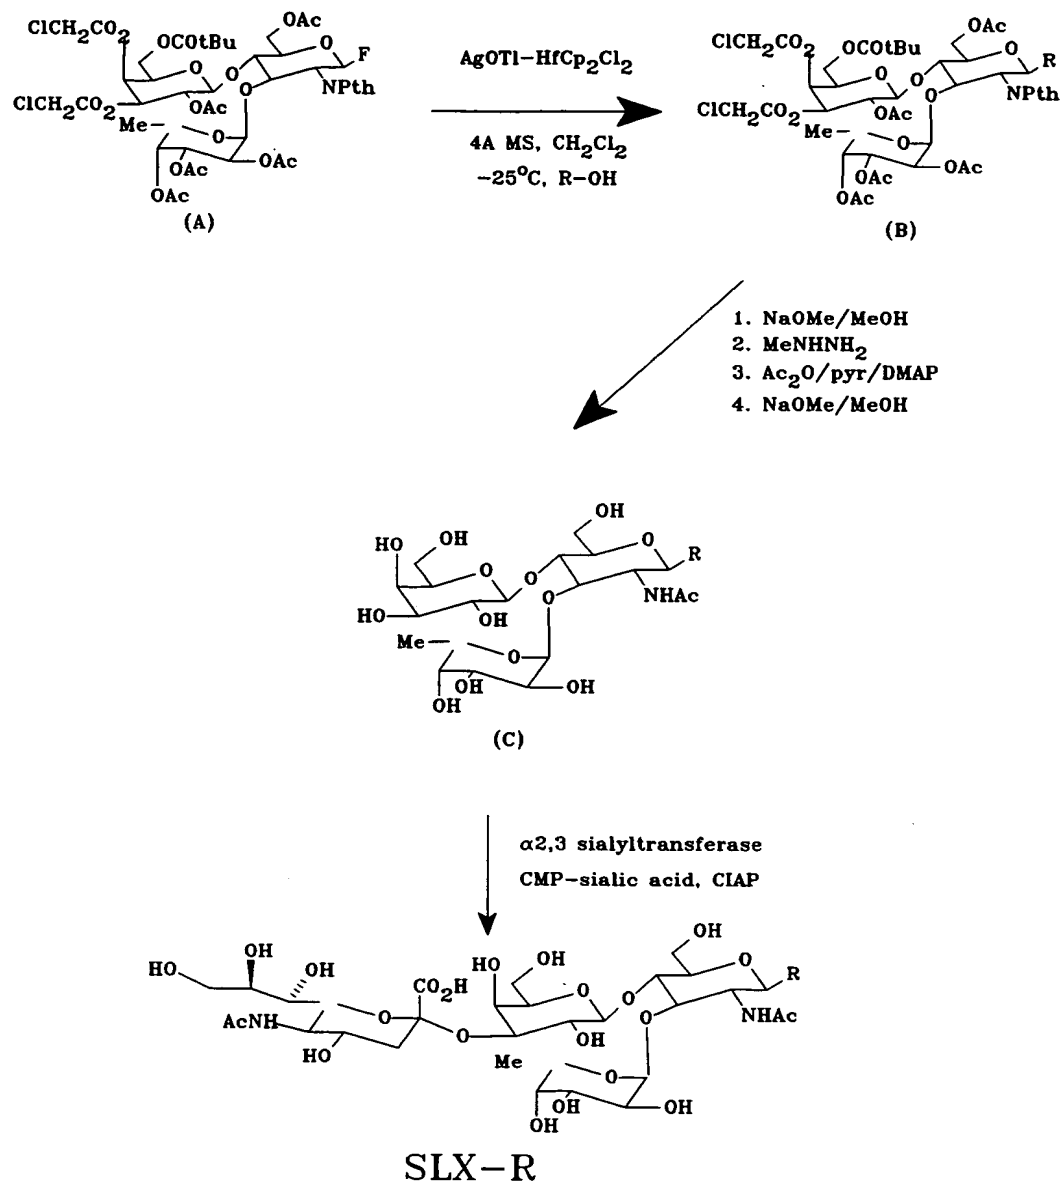 OAc
ClCH2CO2
OCOtBu
O
O
F
O
NPth
ClCH2CO2
OAc
O
Me
O
O
OAc
OAc
OAc
(A)
AgOTl-HfCp2Cl2
4A MS, CH2Cl2
-25°C, R-OH
OAc
ClCH2CO2
OCOtBu
O
R
O
O
NPth
ClCH2CO2
OAc
O
Me
O
O
OAc
OAc
OAc
(B)
1. NaOMe/MeOH
2. MeNHNH2
3. Ac2O/pyr/DMAP
4. NaOMe/MeOH
OH
HO
OH
O
R
O
O
NHAc
HO
OH
O
Me
O
O
OH
OH
OH
(C)
α2,3 sialyltransferase
CMP-sialic acid, CIAP
OH
OH
HO
OH
CO2H
HO
OH
O
R
O
O
AcHN
O
O
OH
O
NHAc
HO
Me
O
O
OH
OH
OH
SLX-R